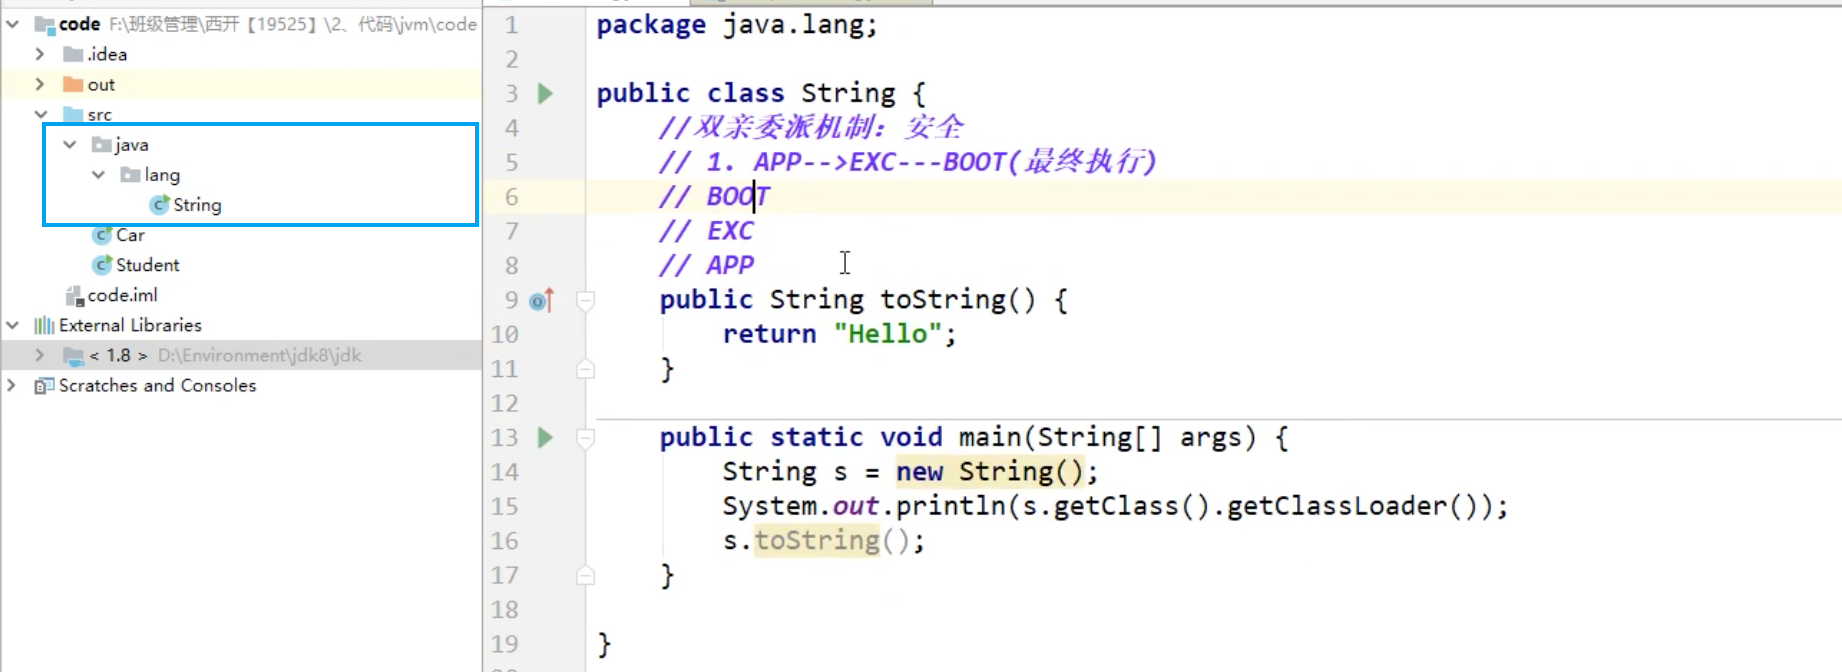 code F:\班级管理\西开【19525】\2、代码\jvm\code
.idea
out
src
java
lang
String
Car
Student
code.iml
External Libraries
< 1.8 > D:\Environment\jdk8\jdk
Scratches and Consoles
1 package java.lang;
2
3 public class String {
4 //双亲委派机制：安全
5 // 1. APP-->EXC---BOOT(最终执行)
6 // BOOT
7 // EXC
8 // APP
9 public String toString() {
10 return "Hello";
11 }
12
13 public static void main(String[] args) {
14 String s = new String();
15 System.out.println(s.getClass().getClassLoader());
16 s.toString();
17 }
18
19 }